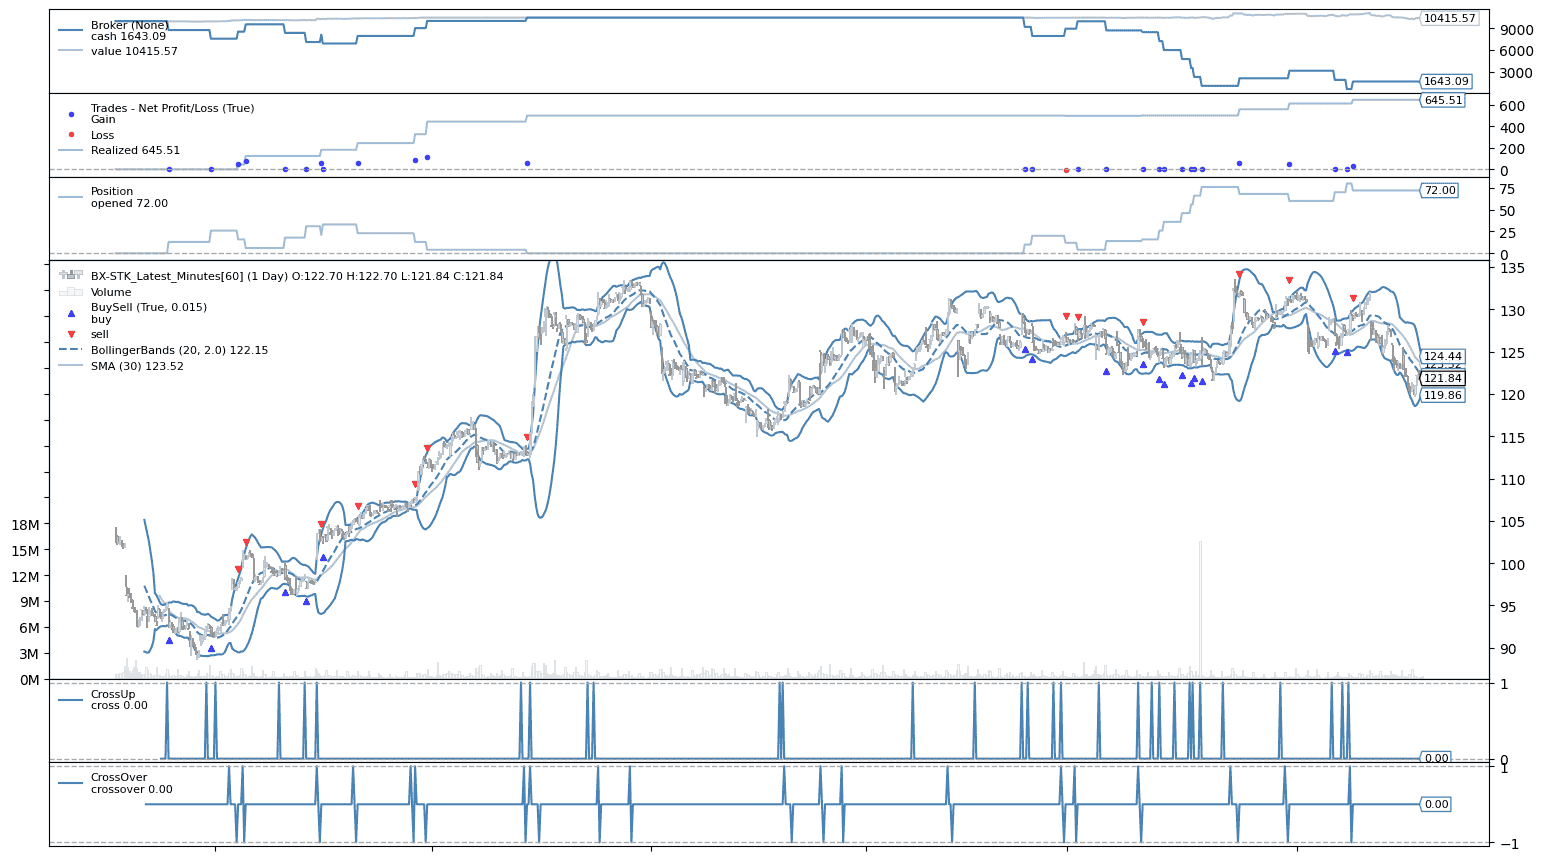 Broker (None)
cash 1643.09
value 10415.57
10415.57
9000
6000
3000
1643.09
Trades - Net Profit/Loss (True)
Gain
Loss
Realized 645.51
645.51
600
400
200
0
Position
opened 72.00
75
72.00
50
25
0
BX-STK_Latest_Minutes[60] (1 Day) O:122.70 H:122.70 L:121.84 C:121.84
Volume
BuySell (True, 0.015)
buy
sell
BollingerBands (20, 2.0) 122.15
SMA (30) 123.52
135
130
125
124.44
123.52
121.84
120
119.86
115
110
105
100
95
90
18M
15M
12M
9M
6M
3M
0M
CrossUp
cross 0.00
1
0.00
0
CrossOver
crossover 0.00
1
0.00
−1